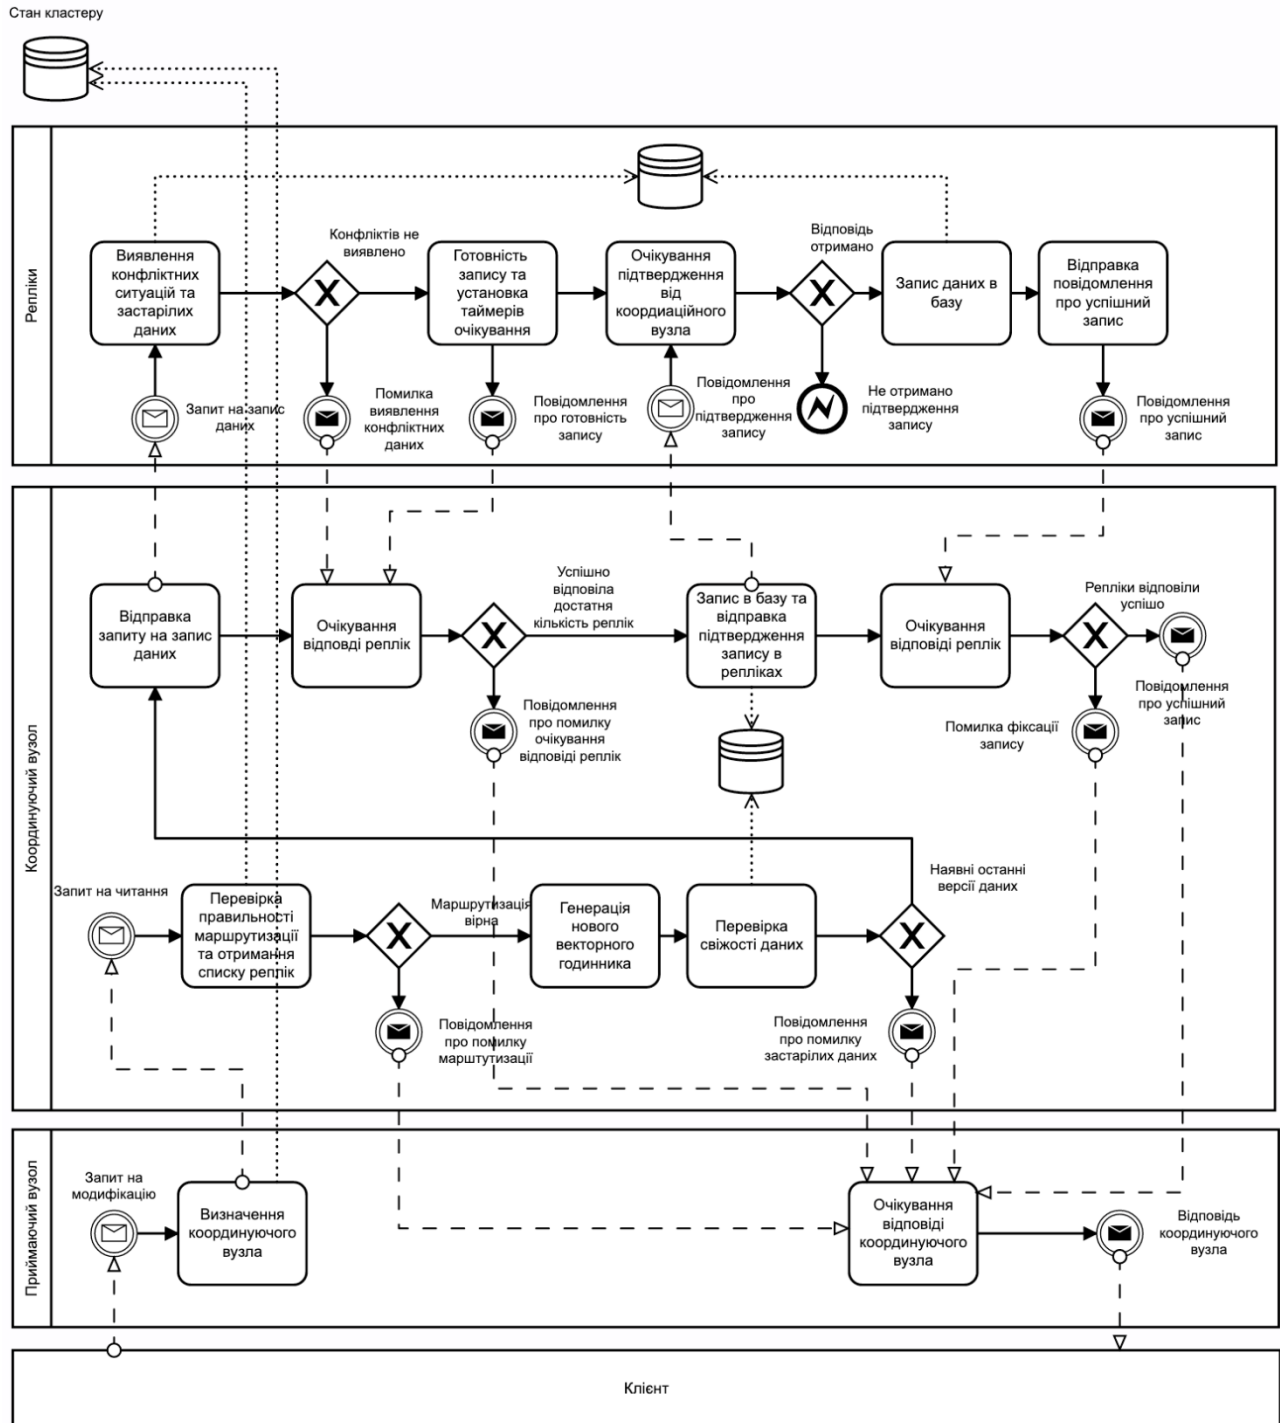 Стан кластеру
Репліки
Конфліктів не
виявлено
Відповідь
отримано
Виявлення
конфліктних
ситуацій та
застарілих
даних
Готовність
запису та
установка
таймерів
очікування
Очікування
підтвердження
від
коордиаційного
вузла
Запис даних в
базу
Відправка
повідомлення
про успішний
запис
Запит на запис
даних
Помилка
виявлення
конфліктних
даних
Повідомлення
про готовність
запису
Повідомлення
про
підтвердження
запису
Не отримано
підтвердження
запису
Повідомлення
про успішний
запис
Координуючий вузол
Відправка
запиту на запис
даних
Очікування
відповді реплік
Успішно
відповіла
достатня
кількість реплік
Запис в базу та
відправка
підтвердження
запису в
репліках
Очікування
відповіді реплік
Репліки відповіли
успішо
Повідомлення
про помилку
очікування
відповіді реплік
Помилка фіксації
запису
Повідомлення
про успішний
запис
Запит на читання
Перевірка
правильності
маршрутизації
та отримання
списку реплік
Маршрутизація
вірна
Генерація
нового
векторного
годинника
Перевірка
свіжості даних
Наявні останні
версії даних
Повідомлення
про помилку
марштутизації
Повідомлення
про помилку
застарілих даних
Приймаючий вузол
Запит на
модифікацію
Визначення
координуючого
вузла
Очікування
відповіді
координуючого
вузла
Відповідь
координуючого
вузла
Клієнт